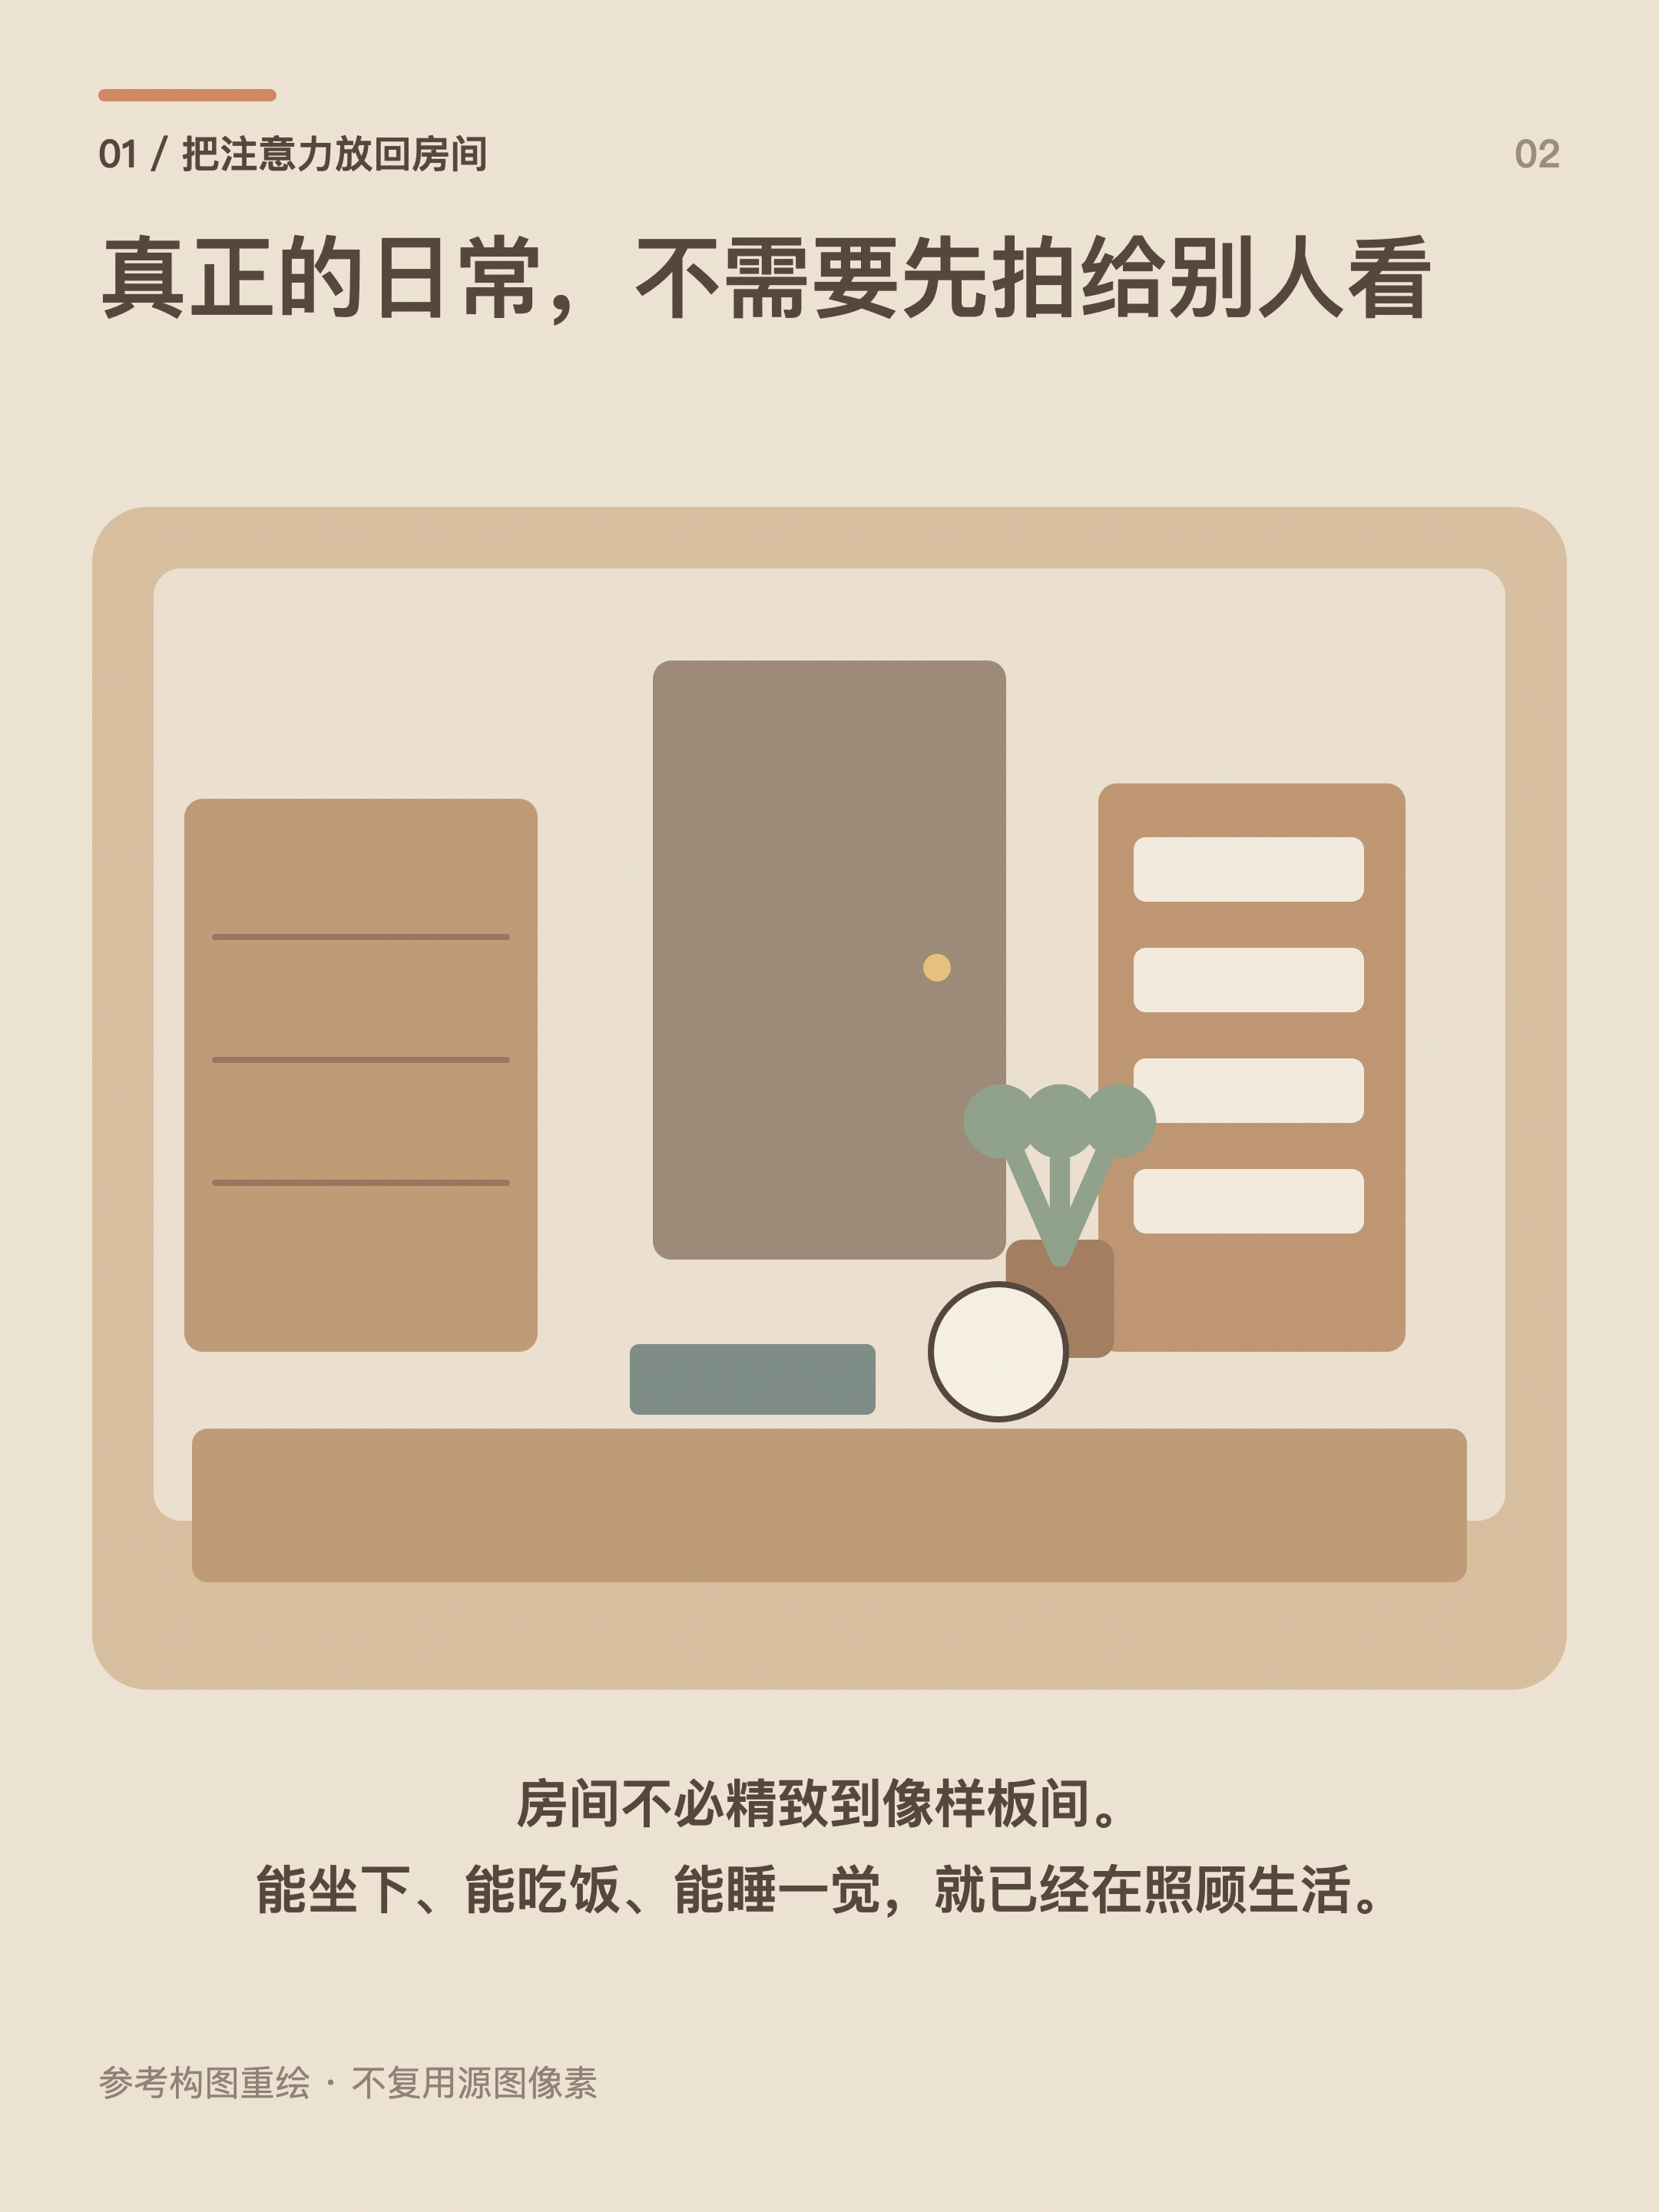 01 / 把注意力放回房间
02
真正的日常，不需要先拍给别人看
房间不必精致到像样板间。
能坐下、能吃饭、能睡一觉，就已经在照顾生活。
参考构图重绘 · 不复用源图像素